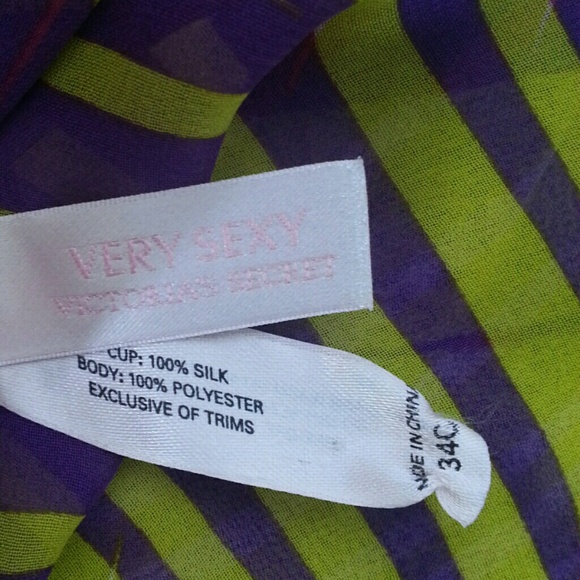 VERY SEXY
VICTORIA'S SECRET
CUP: 100% SILK
BODY: 100% POLYESTER
EXCLUSIVE OF TRIMS
MADE IN CHINA
34C